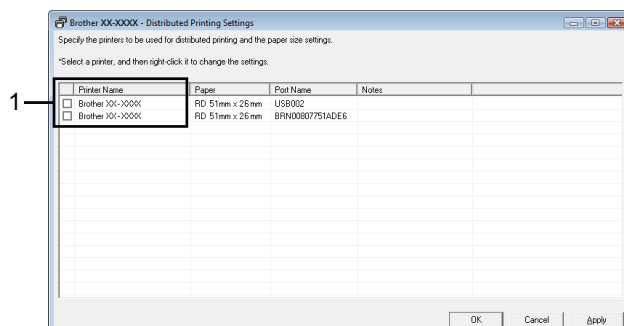 Brother XX-XXXX - Distributed Printing Settings
Specify the printers to be used for distributed printing and the paper size settings.
*Select a printer, and then right-click it to change the settings.
Printer Name Paper Port Name Notes
1
Brother XX-XXXX RD 51mm x 26mm USB002
Brother XX-XXXX RD 51mm x 26mm BRN00807751ADE6
OK Cancel Apply